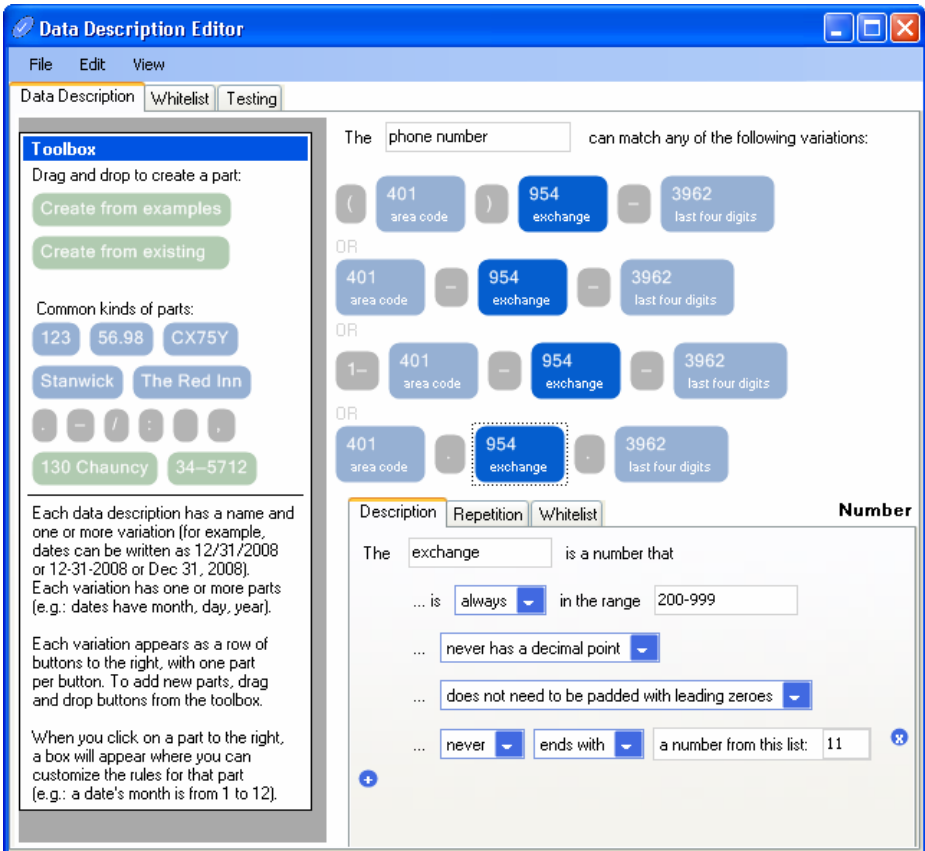 Data Description Editor
File Edit View
Data Description Whitelist Testing
Toolbox
Drag and drop to create a part:
Create from examples
Create from existing
Common kinds of parts:
123 56.98 CX75Y
Stanwick The Red Inn
. – / : ,
130 Chauncy 34–5712
Each data description has a name and
one or more variation (for example,
dates can be written as 12/31/2008
or 12-31-2008 or Dec 31, 2008).
Each variation has one or more parts
(e.g.: dates have month, day, year).
Each variation appears as a row of
buttons to the right, with one part
per button. To add new parts, drag
and drop buttons from the toolbox.
When you click on a part to the right,
a box will appear where you can
customize the rules for that part
(e.g.: a date's month is from 1 to 12).
The phone number can match any of the following variations:
( 401 area code ) 954 exchange – 3962 last four digits
OR
401 area code – 954 exchange – 3962 last four digits
OR
1– 401 area code – 954 exchange – 3962 last four digits
OR
401 area code . 954 exchange . 3962 last four digits
Description Repetition Whitelist Number
The exchange is a number that
... is always in the range 200-999
... never has a decimal point
... does not need to be padded with leading zeroes
... never ends with a number from this list: 11